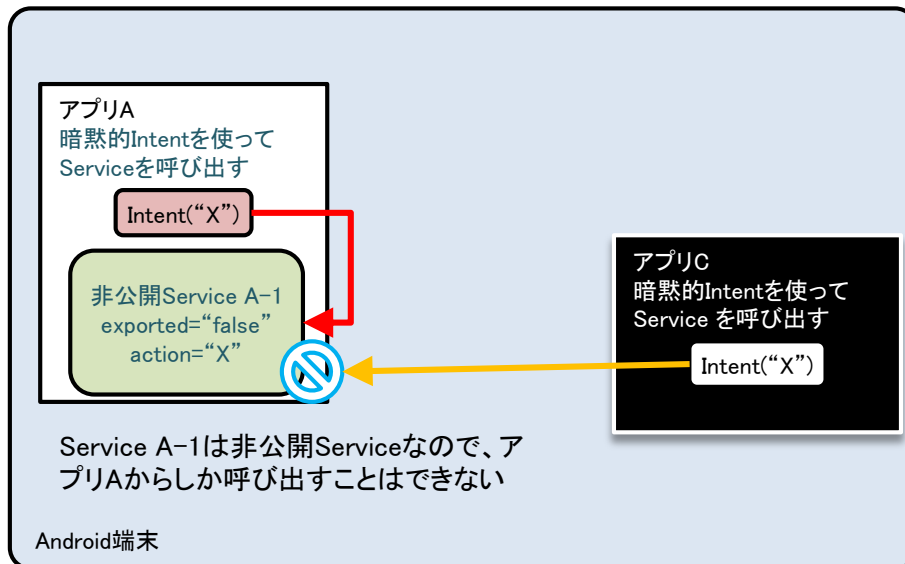 アプリA
暗黙的Intentを使って
Serviceを呼び出す
Intent(“X”)
非公開Service A-1
exported=“false”
action=“X”
アプリC
暗黙的Intentを使って
Service を呼び出す
Intent(“X”)
Service A-1は非公開Serviceなので、ア
プリAからしか呼び出すことはできない
Android端末